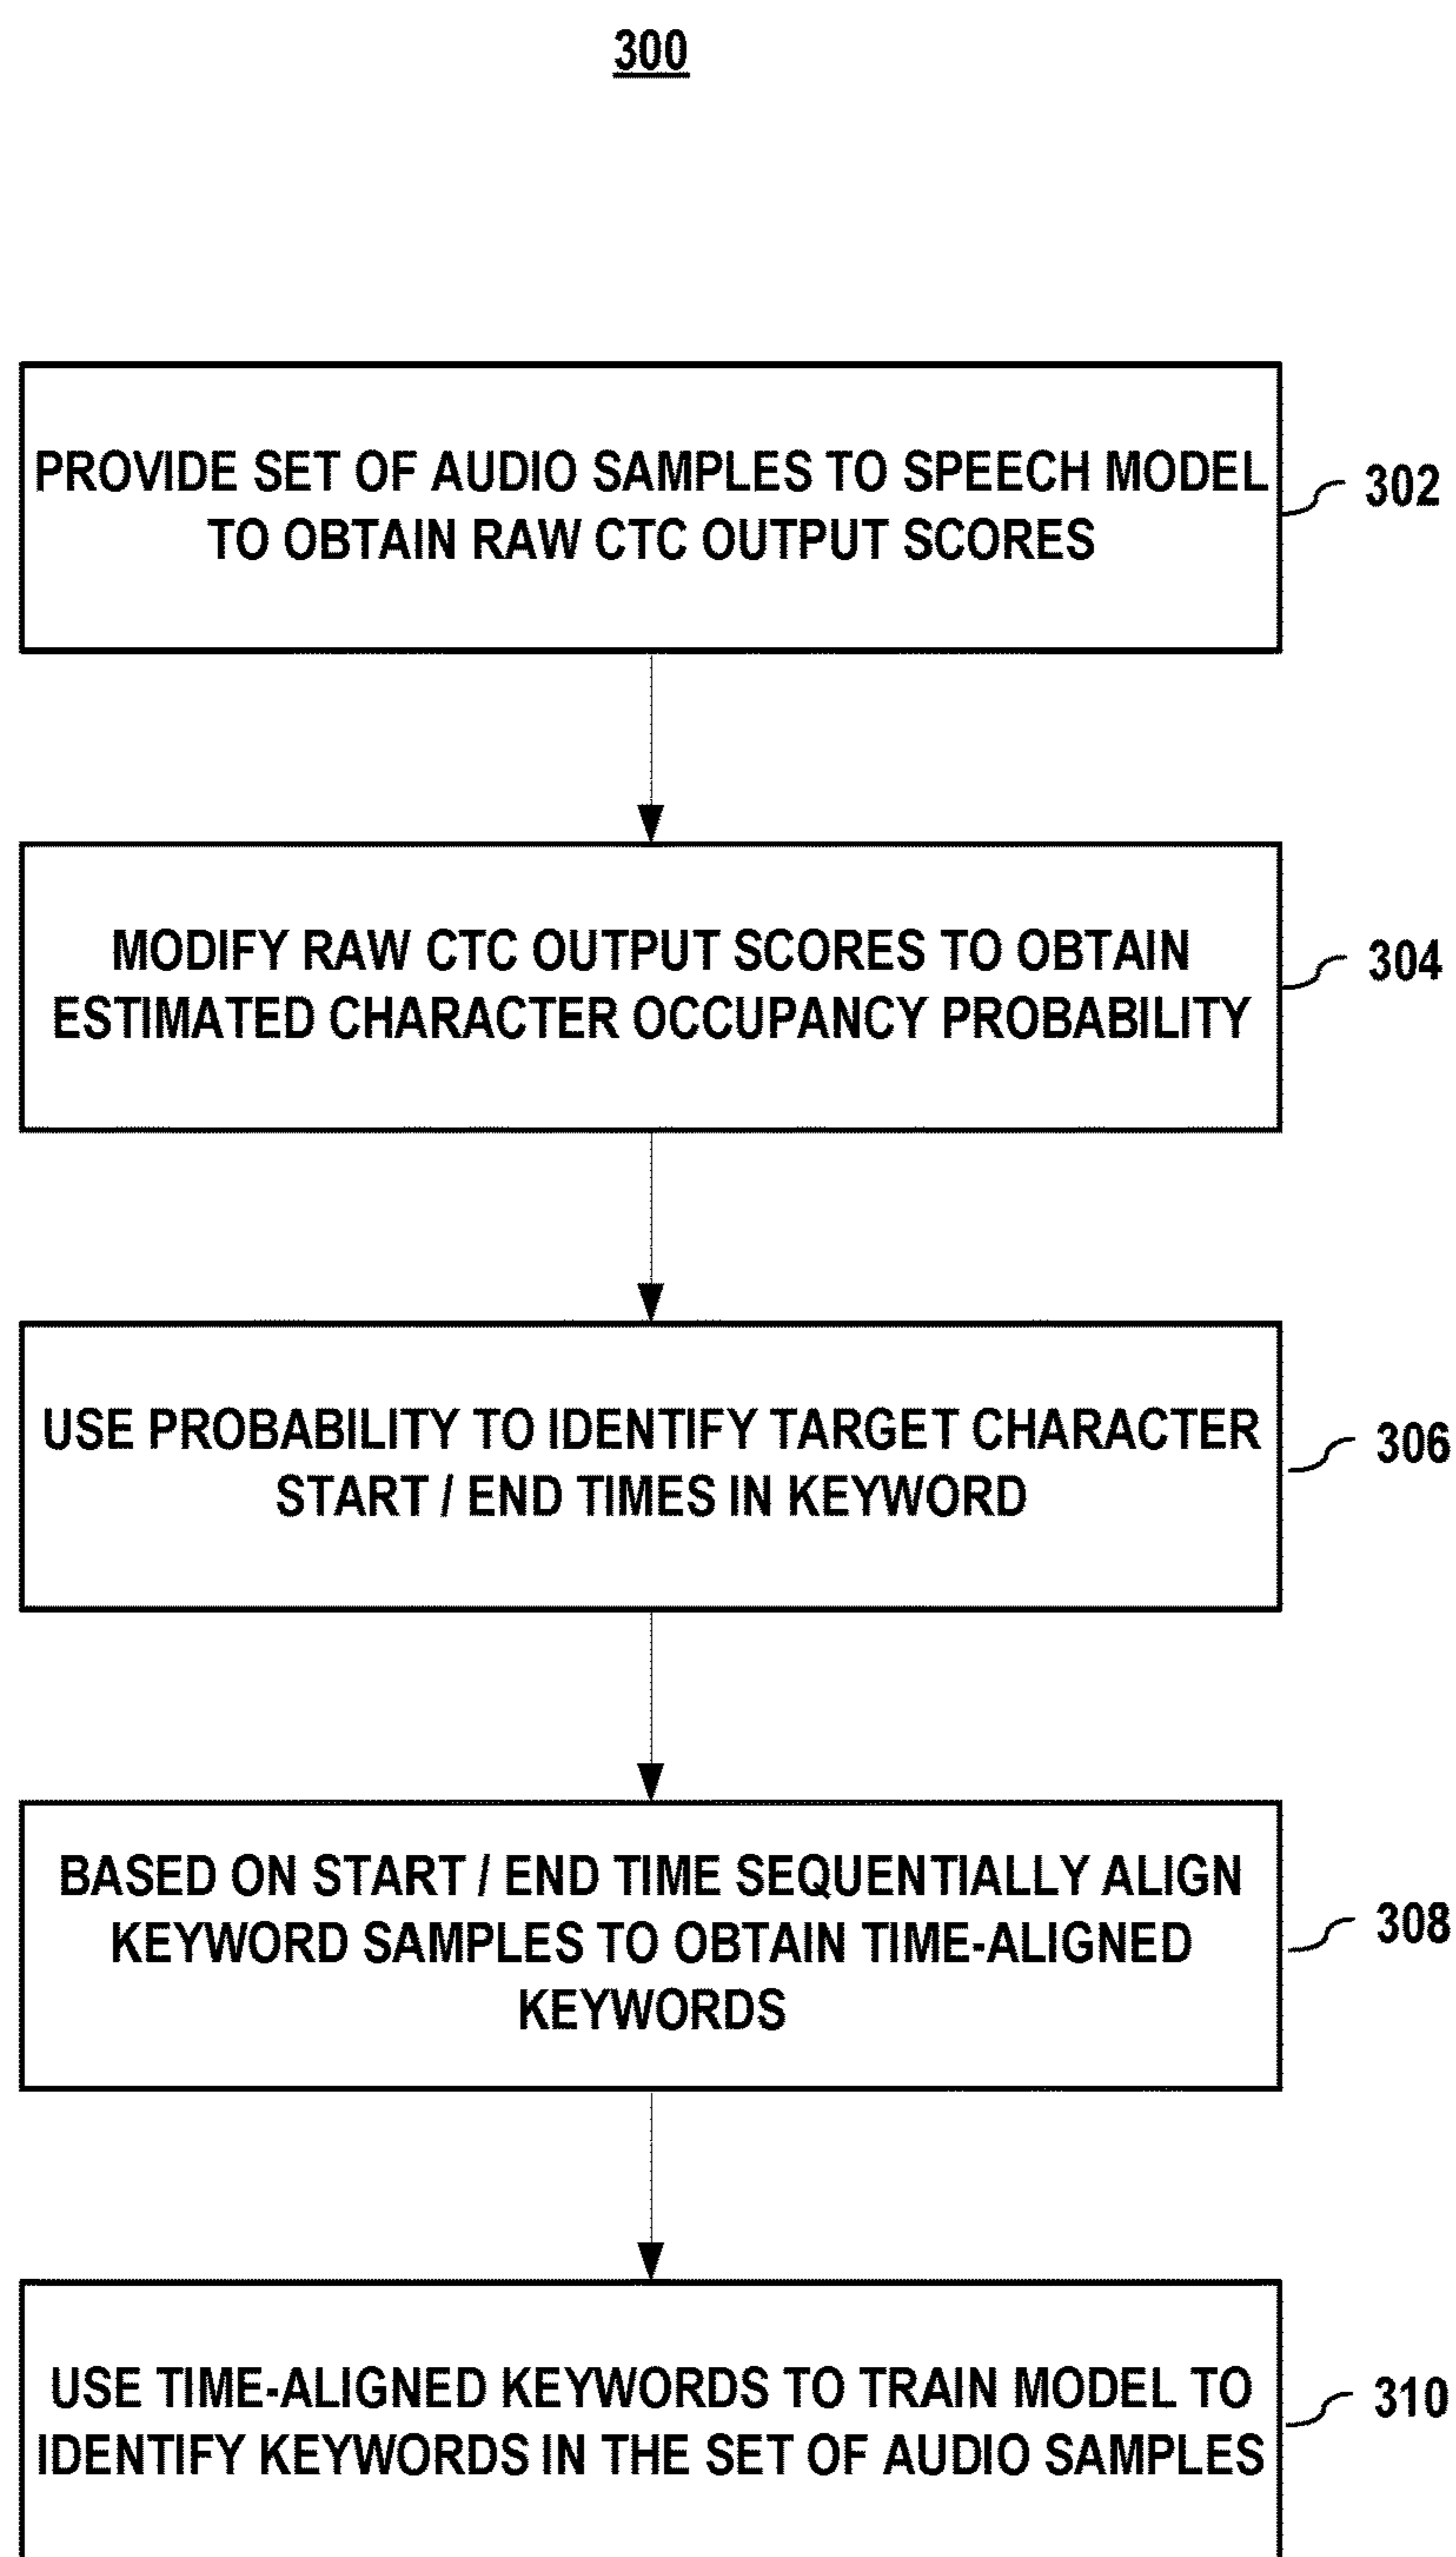 300
PROVIDE SET OF AUDIO SAMPLES TO SPEECH MODEL
TO OBTAIN RAW CTC OUTPUT SCORES
302
MODIFY RAW CTC OUTPUT SCORES TO OBTAIN
ESTIMATED CHARACTER OCCUPANCY PROBABILITY
304
USE PROBABILITY TO IDENTIFY TARGET CHARACTER
START / END TIMES IN KEYWORD
306
BASED ON START / END TIME SEQUENTIALLY ALIGN
KEYWORD SAMPLES TO OBTAIN TIME-ALIGNED
KEYWORDS
308
USE TIME-ALIGNED KEYWORDS TO TRAIN MODEL TO
IDENTIFY KEYWORDS IN THE SET OF AUDIO SAMPLES
310